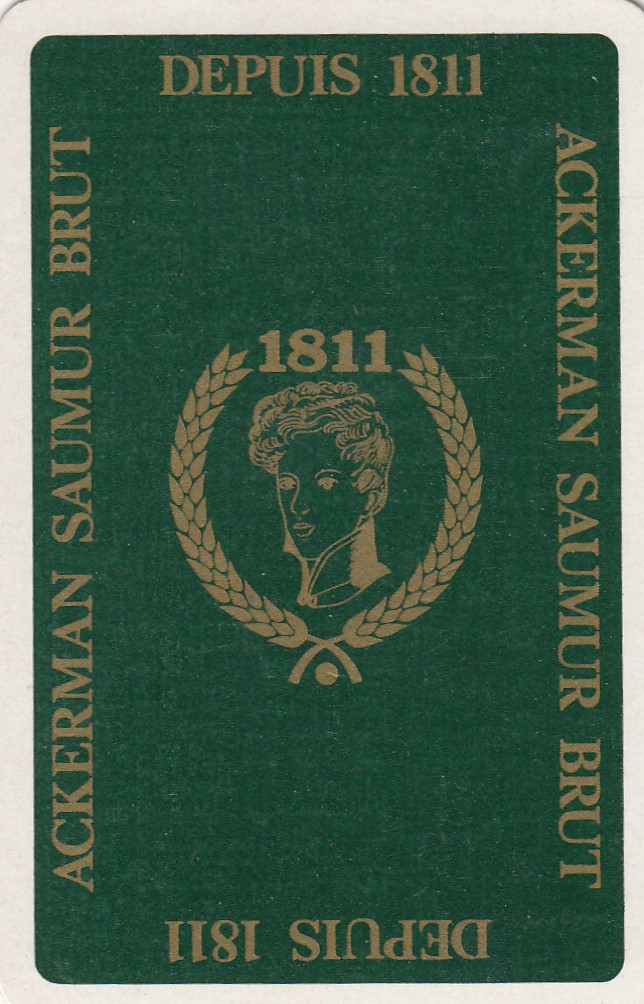 DEPUIS 1811
ACKERMAN SAUMUR BRUT
ACKERMAN SAUMUR BRUT
1811
DEPUIS 1811